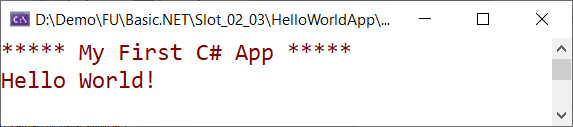 D:\Demo\FU\Basic.NET\Slot_02_03\HelloWorldApp\...
***** My First C# App *****
Hello World!